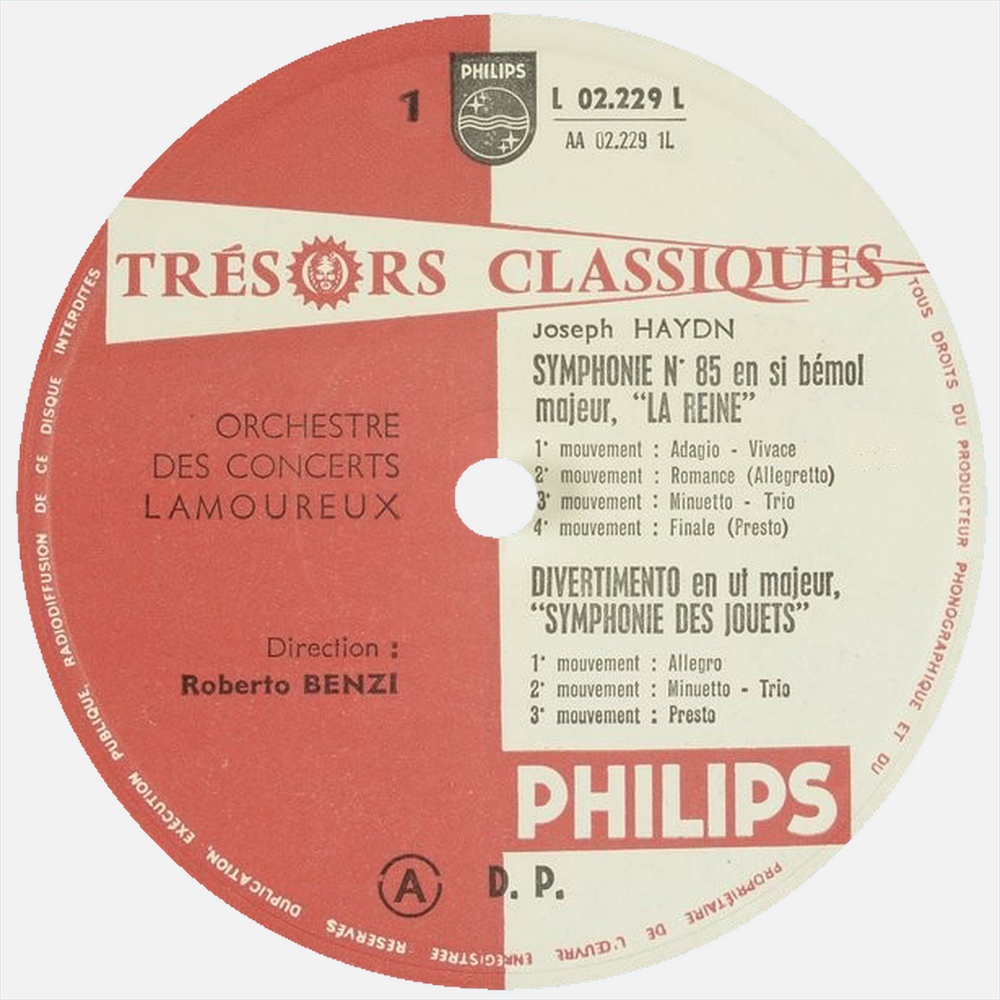 PHILIPS
1
L 02.229 L
AA 02.229 1L
TRÉSORS CLASSIQUES
Joseph HAYDN
SYMPHONIE N° 85 en si bémol
majeur, "LA REINE"
1° mouvement : Adagio - Vivace
2° mouvement : Romance (Allegretto)
3° mouvement : Minuetto - Trio
4° mouvement : Finale (Presto)
DIVERTIMENTO en ut majeur,
"SYMPHONIE DES JOUETS"
1° mouvement : Allegro
2° mouvement : Minuetto - Trio
3° mouvement : Presto
ORCHESTRE
DES CONCERTS
LAMOUREUX
Direction :
Roberto BENZI
PHILIPS
A D. P.
TOUS DROITS DU PRODUCTEUR PHONOGRAPHIQUE ET DU PROPRIÉTAIRE DE L'ŒUVRE ENREGISTRÉE RÉSERVÉS DUPLICATION, EXÉCUTION PUBLIQUE, RADIODIFFUSION DE CE DISQUE INTERDITES